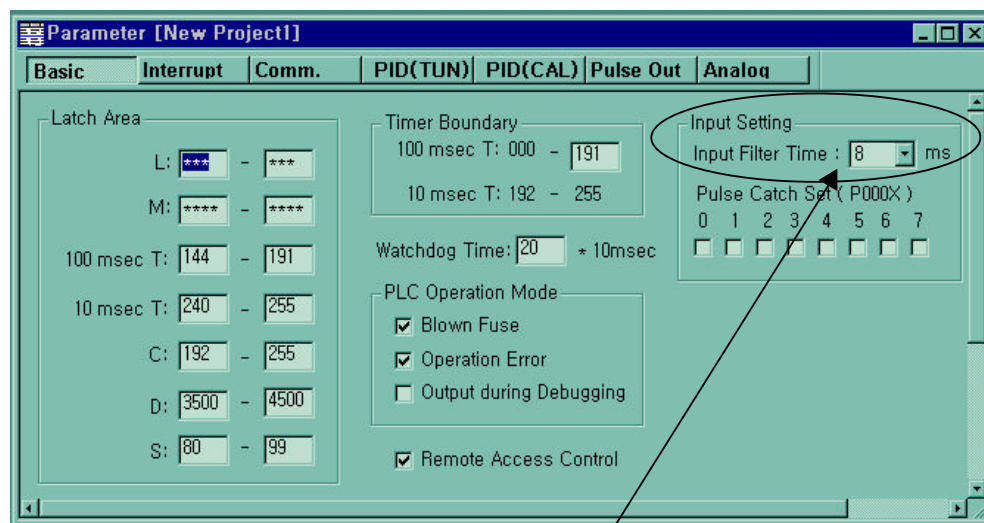 Parameter [New Project1]
Basic Interrupt Comm. PID(TUN) PID(CAL) Pulse Out Analog
Latch Area
L: *** - ***
M: **** - ****
100 msec T: 144 - 191
10 msec T: 240 - 255
C: 192 - 255
D: 3500 - 4500
S: 80 - 99
Timer Boundary
100 msec T: 000 - 191
10 msec T: 192 - 255
Watchdog Time: 20 * 10msec
PLC Operation Mode
Blown Fuse
Operation Error
Output during Debugging
Remote Access Control
Input Setting
Input Filter Time : 8 ms
Pulse Catch Set ( P000X )
0 1 2 3 4 5 6 7